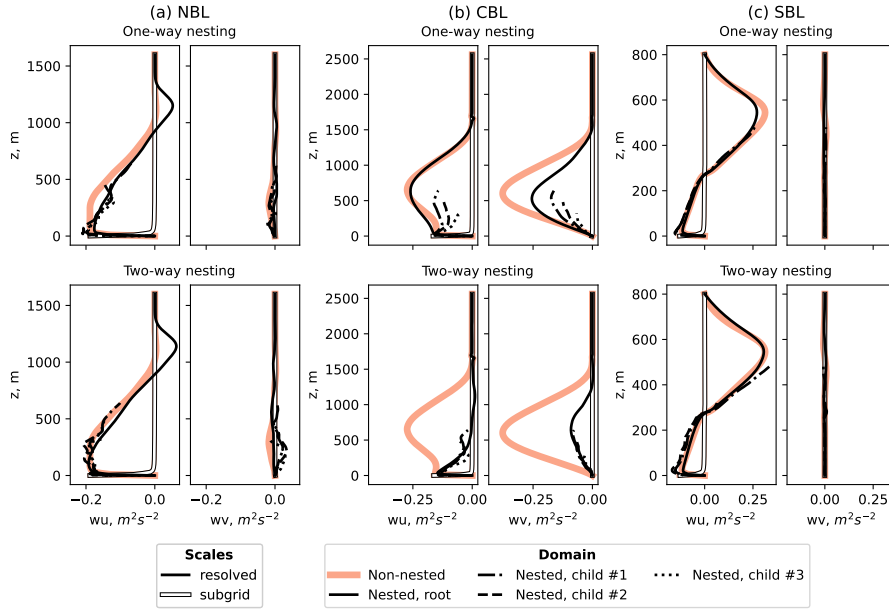 (a) NBL (b) CBL (c) SBL
One-way nesting One-way nesting One-way nesting
1500 1000 500 0
z, m
2500 2000 1500 1000 500 0
z, m
800 600 400 200 0
z, m
Two-way nesting Two-way nesting Two-way nesting
1500 1000 500 0
z, m
2500 2000 1500 1000 500 0
z, m
800 600 400 200 0
z, m
−0.2 0.0 −0.2 0.0 −0.25 0.00 −0.25 0.00 0.00 0.25 0.00 0.25
wu, m²s⁻² wv, m²s⁻² wu, m²s⁻² wv, m²s⁻² wu, m²s⁻² wv, m²s⁻²
Scales
resolved
subgrid
Domain
Non-nested Nested, child #1 Nested, child #3
Nested, root Nested, child #2